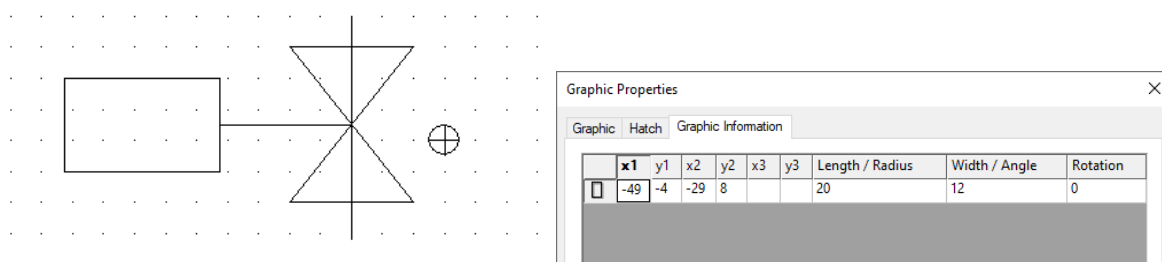 Graphic Properties
Graphic Hatch Graphic Information
x1 y1 x2 y2 x3 y3 Length / Radius Width / Angle Rotation
-49 -4 -29 8 20 12 0